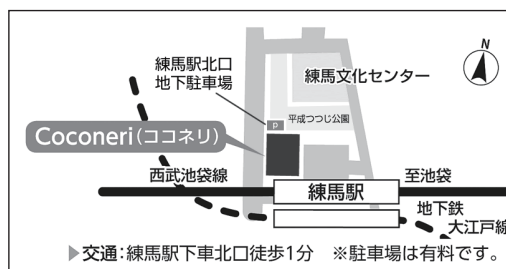 N
練馬駅北口
地下駐車場
練馬文化センター
P
平成つつじ公園
Coconeri(ココネリ)
西武池袋線
練馬駅
至池袋
地下鉄
大江戸線
▶交通:練馬駅下車北口徒歩1分 ※駐車場は有料です。